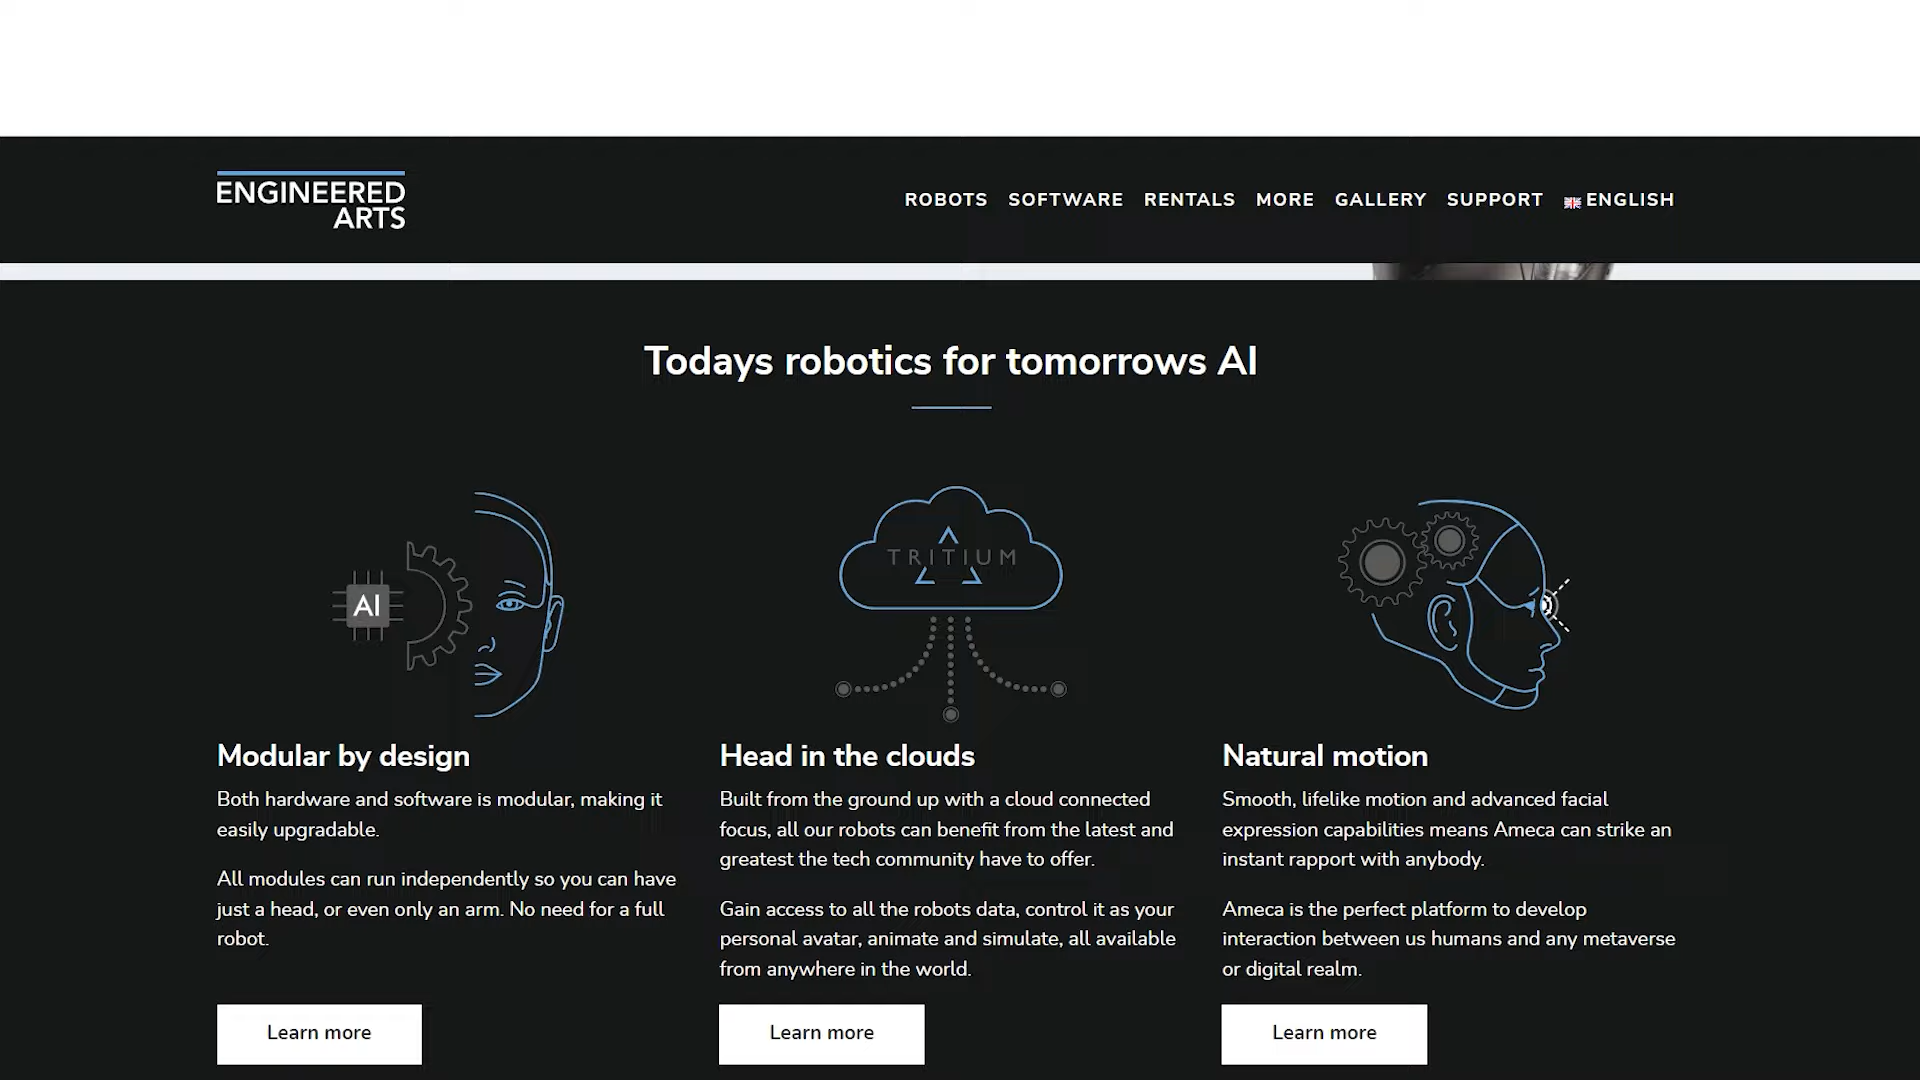 ENGINEERED
ARTS
ROBOTS SOFTWARE RENTALS MORE GALLERY SUPPORT ENGLISH
Todays robotics for tomorrows AI
AI
TRITIUM
Modular by design
Both hardware and software is modular, making it
easily upgradable.
All modules can run independently so you can have
just a head, or even only an arm. No need for a full
robot.
Learn more
Head in the clouds
Built from the ground up with a cloud connected
focus, all our robots can benefit from the latest and
greatest the tech community have to offer.
Gain access to all the robots data, control it as your
personal avatar, animate and simulate, all available
from anywhere in the world.
Learn more
Natural motion
Smooth, lifelike motion and advanced facial
expression capabilities means Ameca can strike an
instant rapport with anybody.
Ameca is the perfect platform to develop
interaction between us humans and any metaverse
or digital realm.
Learn more